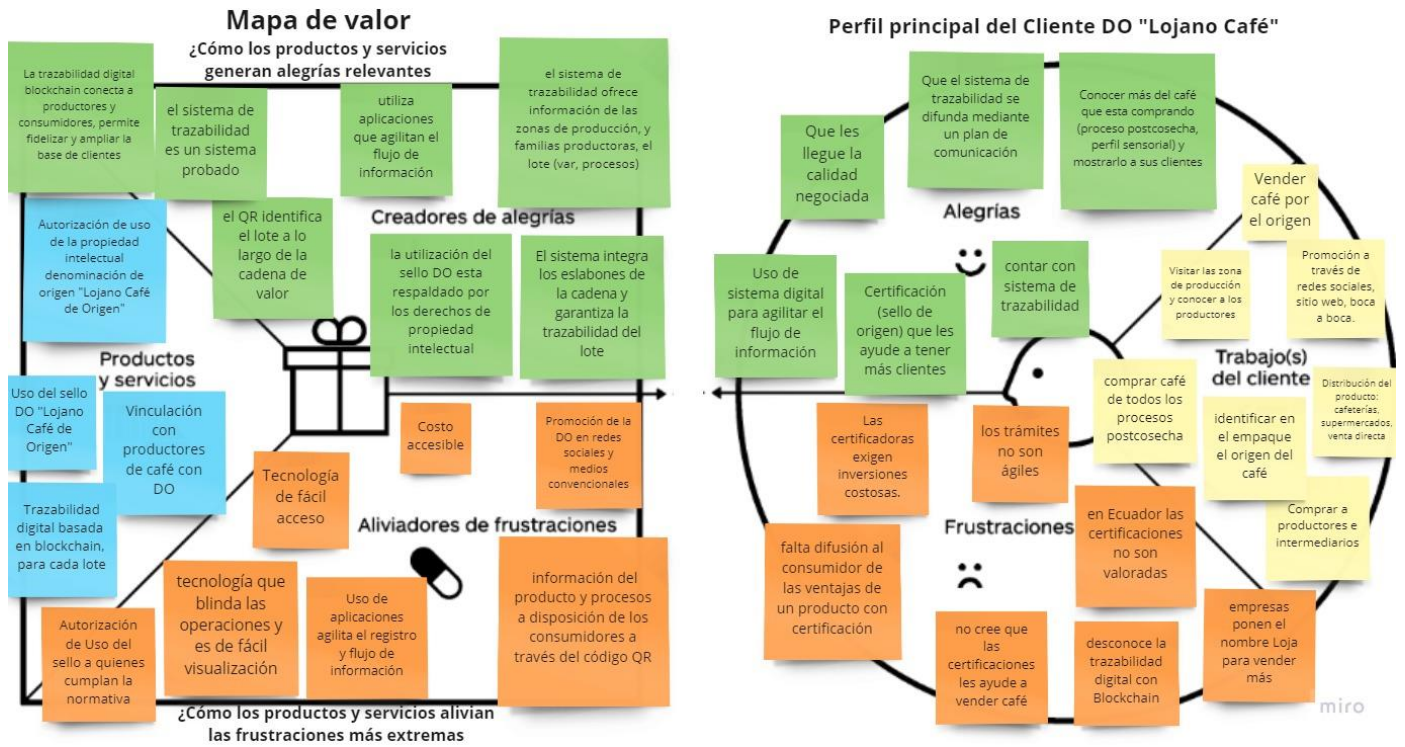 Mapa de valor
¿Cómo los productos y servicios
generan alegrías relevantes
La trazabilidad digital
blockchain conecta a
productores y
consumidores, permite
fidelizar y ampliar la
base de clientes
el sistema de
trazabilidad
es un sistema
probado
utiliza
aplicaciones
que agilitan el
flujo de
información
el sistema de
trazabilidad ofrece
información de las
zonas de producción, y
familias productoras, el
lote (var, procesos)
Autorización de uso
de la propiedad
intelectual
denominación de
origen "Lojano Café
de Origen"
el QR identifica
el lote a lo
largo de la
cadena de
valor
Creadores de alegrías
la utilización del
sello DO esta
respaldado por
los derechos de
propiedad
intelectual
El sistema integra
los eslabones de
la cadena y
garantiza la
trazabilidad del
lote
Productos
y servicios
Uso del sello
DO "Lojano
Café de
Origen"
Vinculación
con
productores
de café con
DO
Trazabilidad
digital basada
en blockchain,
para cada lote
Costo
accesible
Promoción de la
DO en redes
sociales y
medios
convencionales
Tecnología
de fácil
acceso
Aliviadores de frustraciones
Autorización
de Uso del
sello a quienes
cumplan la
normativa
tecnología que
blinda las
operaciones y
es de fácil
visualización
Uso de
aplicaciones
agilita el registro
y flujo de
información
información del
producto y procesos
a disposición de los
consumidores a
través del código QR
¿Cómo los productos y servicios alivian
las frustraciones más extremas
Perfil principal del Cliente DO "Lojano Café"
Que les
llegue la
calidad
negociada
Que el sistema de
trazabilidad se
difunda mediante
un plan de
comunicación
Conocer más del café
que esta comprando
(proceso postcosecha,
perfil sensorial) y
mostrarlo a sus clientes
Alegrías
Uso de
sistema digital
para agilitar el
flujo de
información
Certificación
(sello de
origen) que les
ayude a tener
más clientes
contar con
sistema de
trazabilidad
Vender
café por
el origen
Visitar las zona
de producción
y conocer a los
productores
Promoción a
través de
redes sociales,
sitio web, boca
a boca.
Trabajo(s)
del cliente
comprar café
de todos los
procesos
postcosecha
identificar en
el empaque
el origen del
café
Distribución del
producto:
cafeterías,
supermercados,
venta directa
Comprar a
productores e
intermediarios
Las
certificadoras
exigen
inversiones
costosas.
los trámites
no son
ágiles
Frustraciones
en Ecuador las
certificaciones
no son
valoradas
falta difusión al
consumidor de
las ventajas de
un producto con
certificación
no cree que
las
certificaciones
les ayude a
vender café
desconoce la
trazabilidad
digital con
Blockchain
empresas
ponen el
nombre Loja
para vender
más
miro